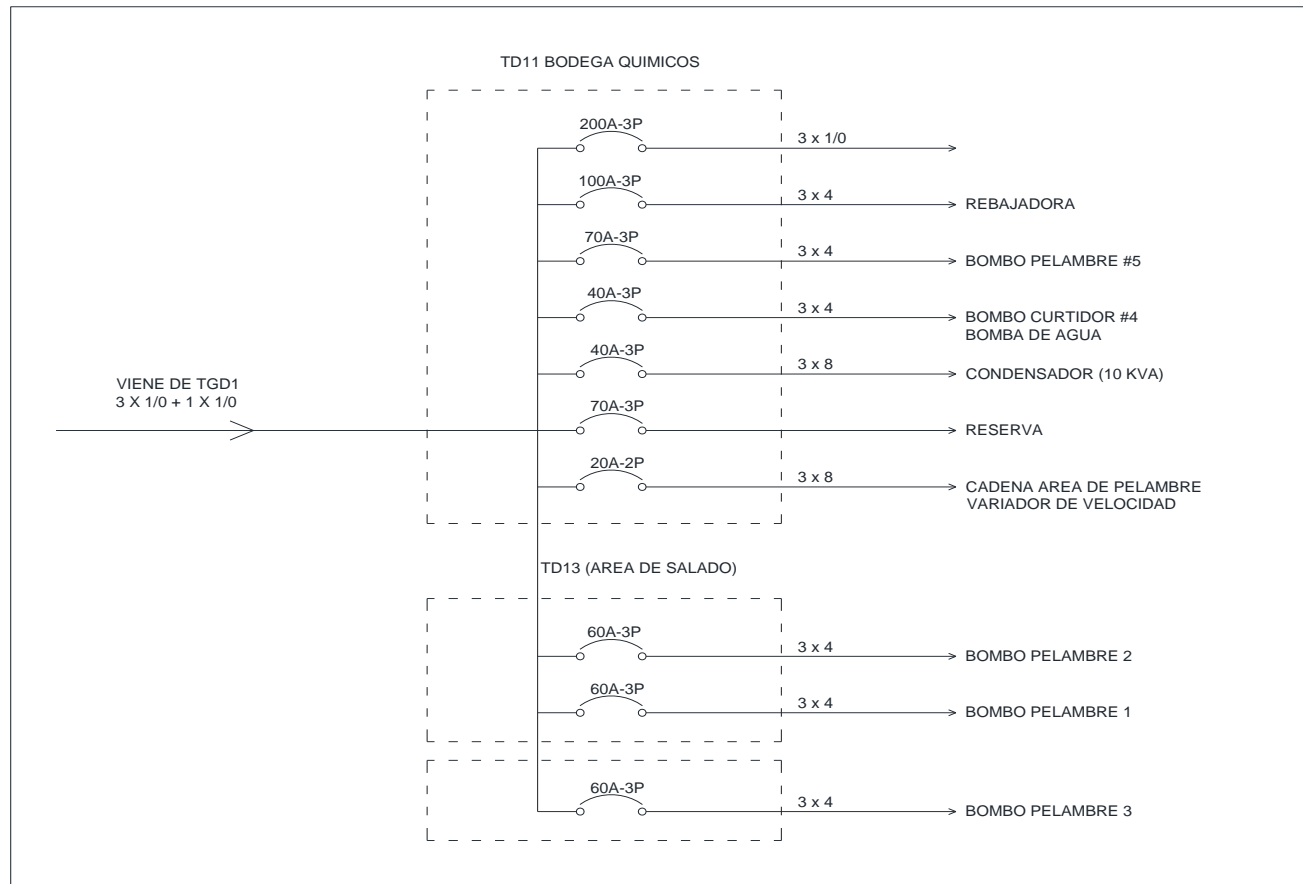 TD11 BODEGA QUIMICOS
200A-3P
3 x 1/0
100A-3P
3 x 4
REBAJADORA
70A-3P
3 x 4
BOMBO PELAMBRE #5
40A-3P
3 x 4
BOMBO CURTIDOR #4
BOMBA DE AGUA
40A-3P
3 x 8
CONDENSADOR (10 KVA)
VIENE DE TGD1
3 X 1/0 + 1 X 1/0
70A-3P
RESERVA
20A-2P
3 x 8
CADENA AREA DE PELAMBRE
VARIADOR DE VELOCIDAD
TD13 (AREA DE SALADO)
60A-3P
3 x 4
BOMBO PELAMBRE 2
60A-3P
3 x 4
BOMBO PELAMBRE 1
60A-3P
3 x 4
BOMBO PELAMBRE 3